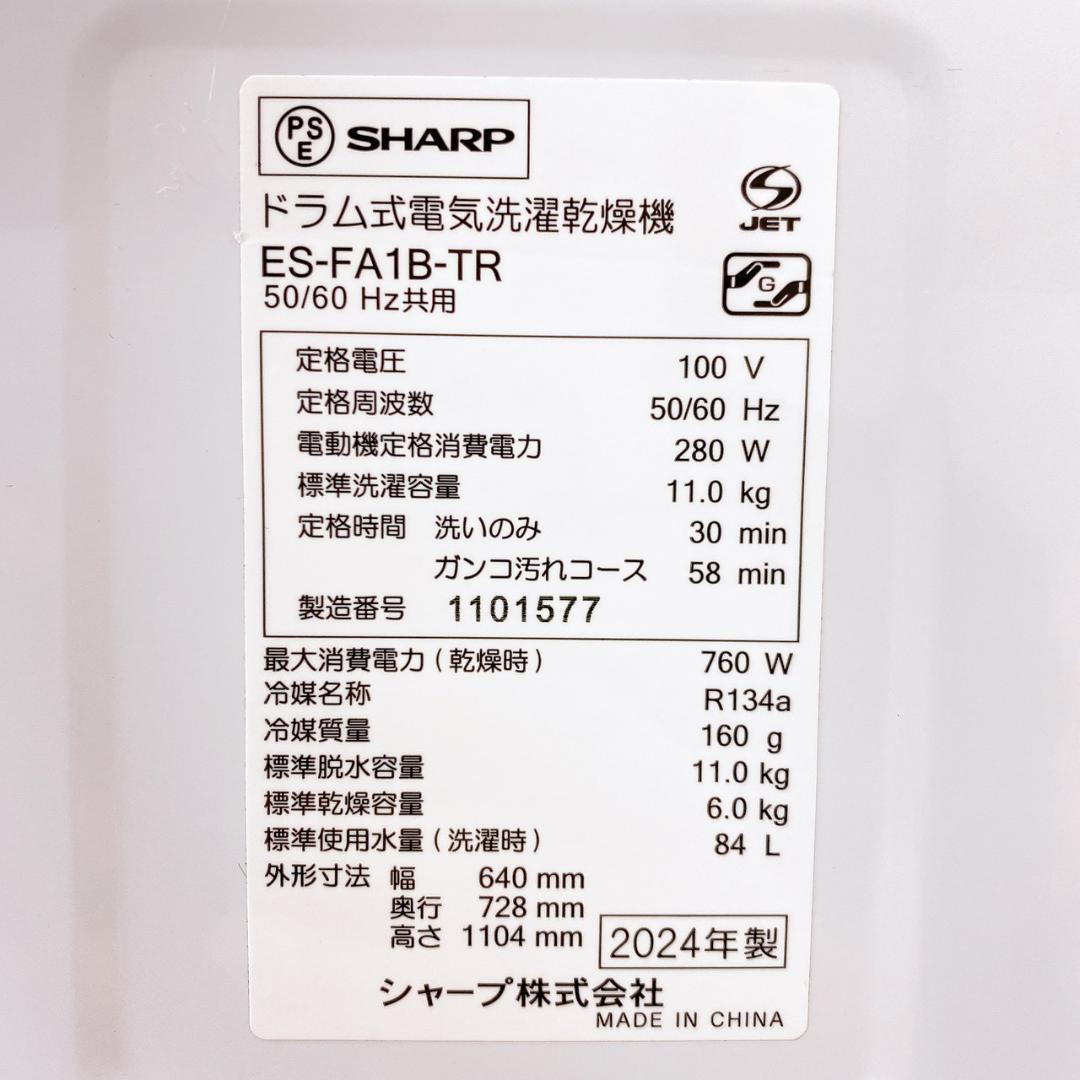 PSE SHARP
ドラム式電気洗濯乾燥機
JET
ES-FA1B-TR
50/60 Hz共用
G
定格電圧 100 V
定格周波数 50/60 Hz
電動機定格消費電力 280 W
標準洗濯容量 11.0 kg
定格時間 洗いのみ 30 min
ガンコ汚れコース 58 min
製造番号 1101577
最大消費電力(乾燥時) 760 W
冷媒名称 R134a
冷媒質量 160 g
標準脱水容量 11.0 kg
標準乾燥容量 6.0 kg
標準使用水量(洗濯時) 84 L
外形寸法 幅 640 mm
奥行 728 mm
高さ 1104 mm
2024年製
シャープ株式会社
MADE IN CHINA